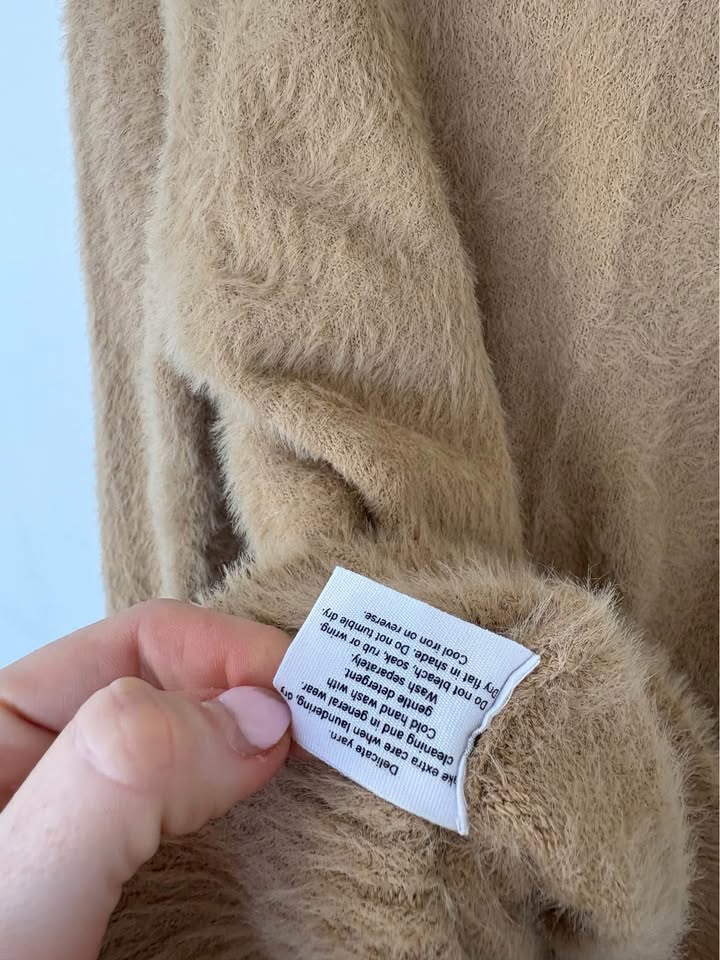 Delicate yarn.
ke extra care when laundering, dry
cleaning and in general wear.
Cold hand wash with
gentle detergent.
Wash separately.
Do not bleach, soak, rub or wring.
Dry flat in shade. Do not tumble dry.
Cool iron on reverse.